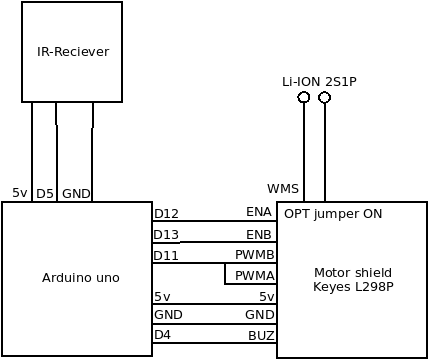 IR-Reciever
Li-ION 2S1P
5v D5 GND
WMS
D12 ENA OPT jumper ON
D13 ENB
D11 PWMB
PWMA
Arduino uno
Motor shield
Keyes L298P
5v 5v
GND GND
D4 BUZ